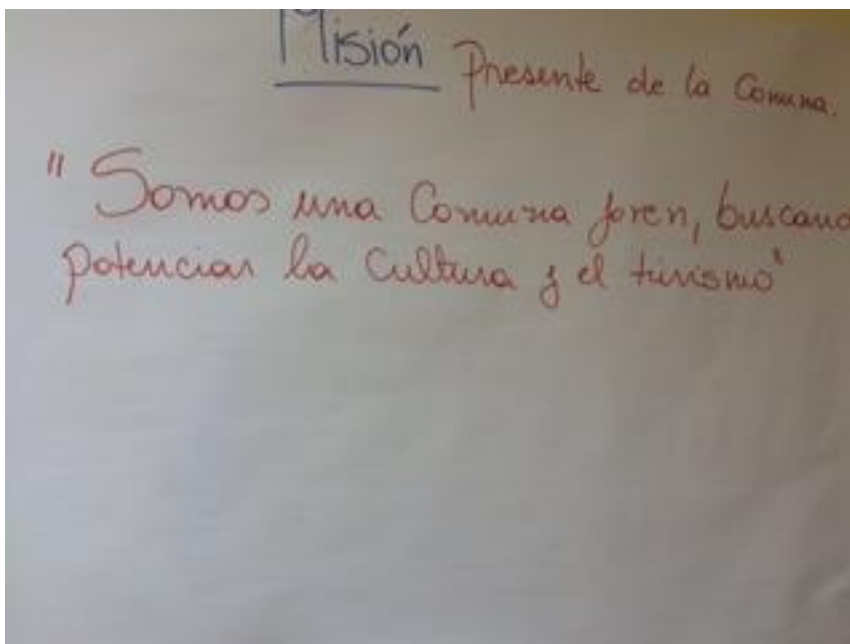 Misión Presente de la Comuna.
"Somos una Comuna joven, buscand
potenciar la Cultura y el turismo"